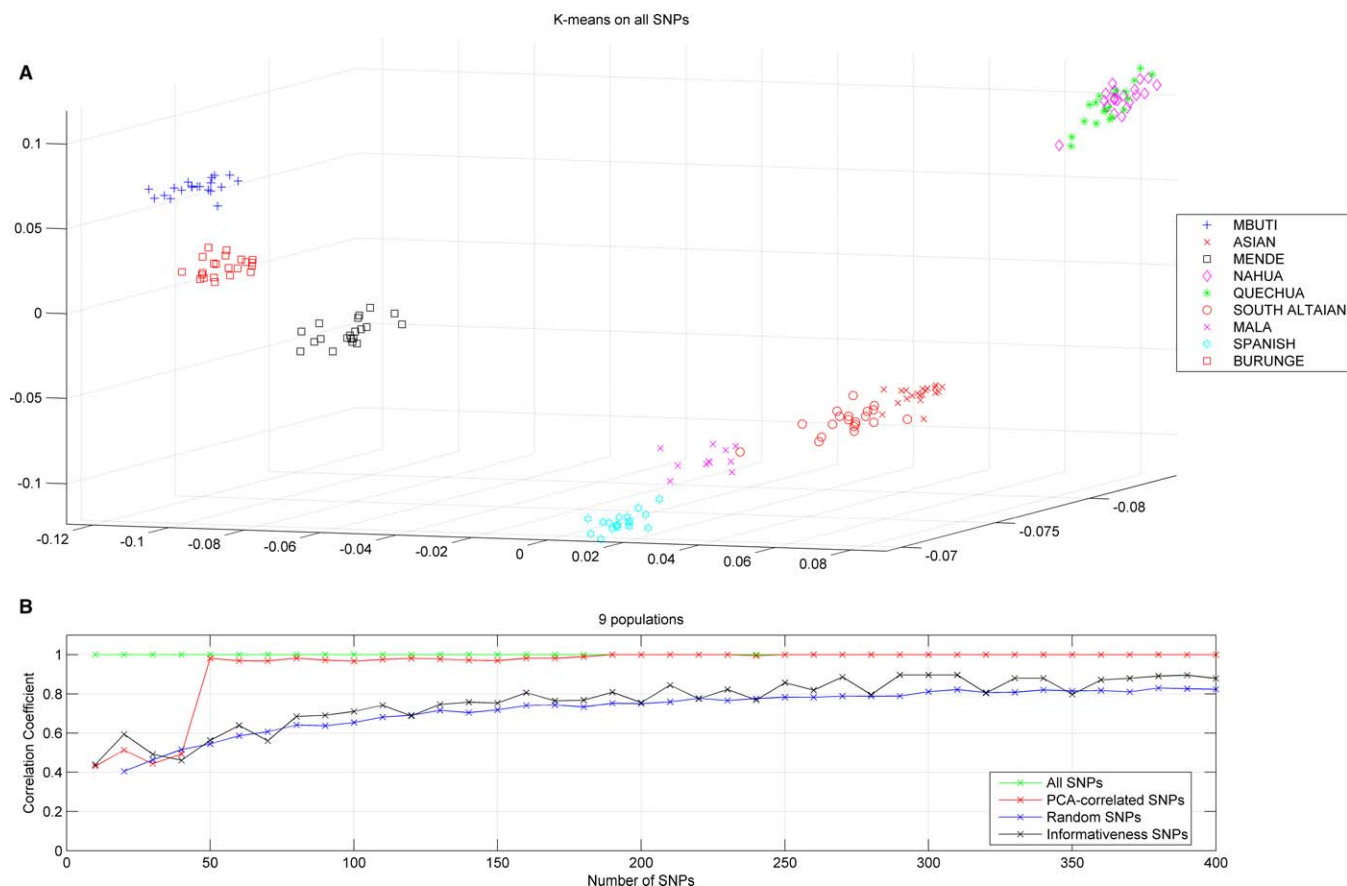 K-means on all SNPs
A
0.1
0.05
0
-0.05
-0.1
-0.12
-0.1
-0.08
-0.06
-0.04
-0.02
0
0.02
0.04
0.06
0.08
-0.07
-0.075
-0.08
MBUTI
ASIAN
MENDE
NAHUA
QUECHUA
SOUTH ALTAIAN
MALA
SPANISH
BURUNGE
B
9 populations
Correlation Coefficient
1
0.8
0.6
0.4
0.2
0
0 50 100 150 200 250 300 350 400
Number of SNPs
All SNPs
PCA-correlated SNPs
Random SNPs
Informativeness SNPs